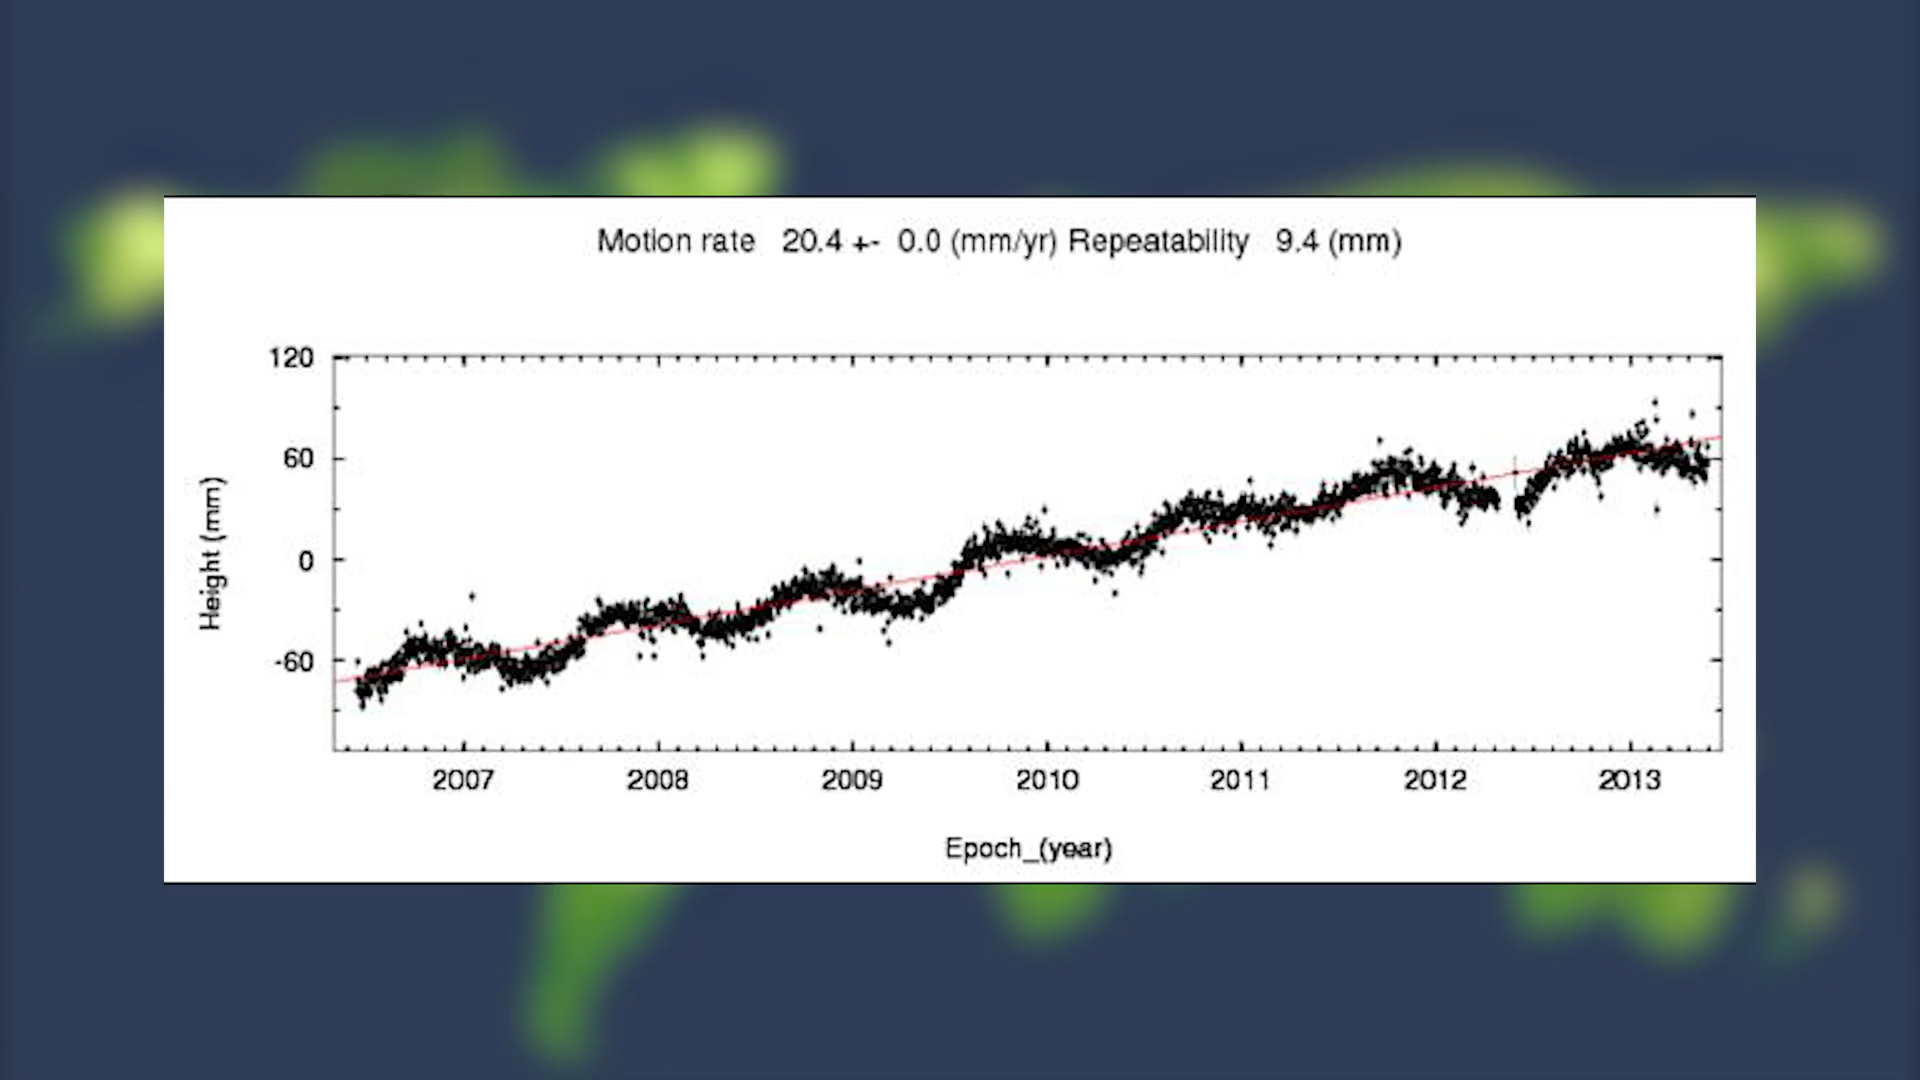 Motion rate 20.4 +- 0.0 (mm/yr) Repeatability 9.4 (mm)
120
60
0
-60
Height (mm)
2007 2008 2009 2010 2011 2012 2013
Epoch_(year)